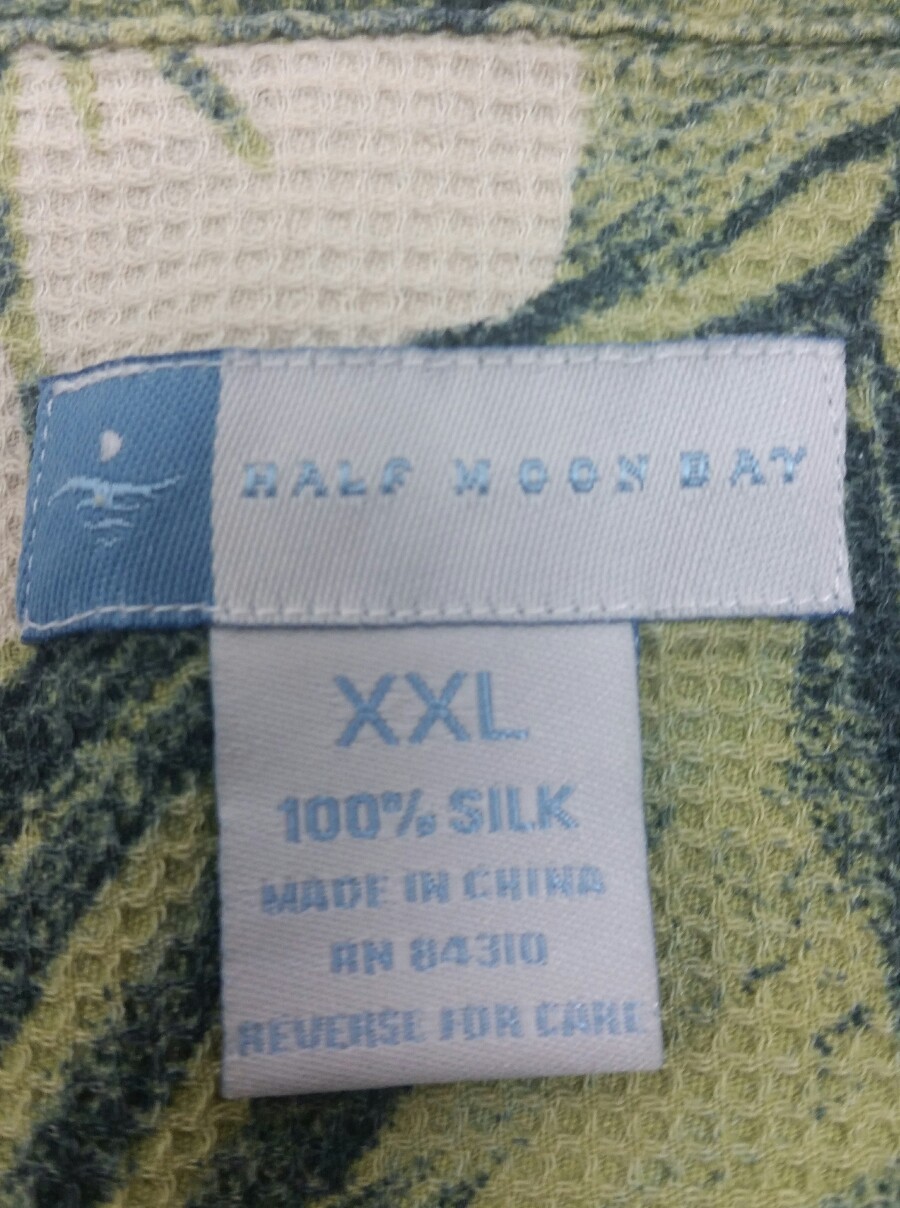 HALF MOON BAY
XXL
100% SILK
MADE IN CHINA
RN 84310
REVERSE FOR CARE